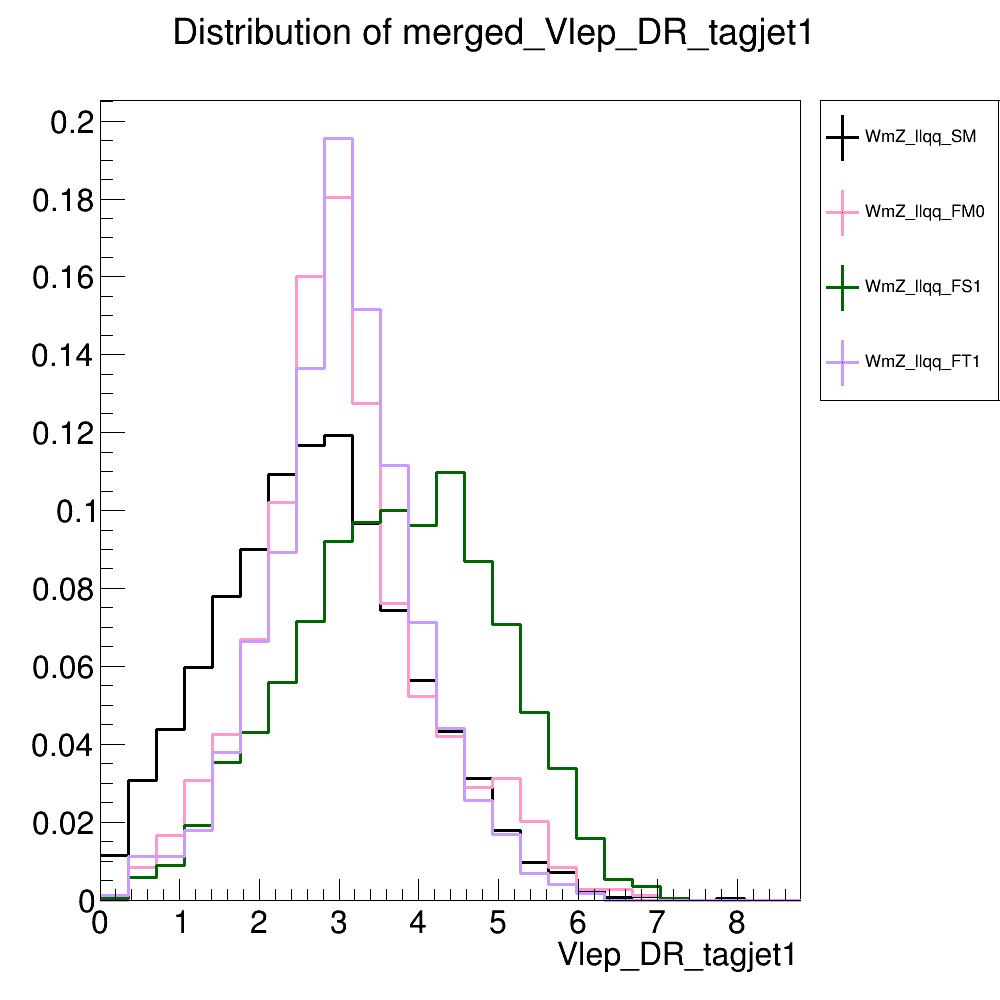 Distribution of merged_Vlep_DR_tagjet1
WmZ_llqq_SM
WmZ_llqq_FM0
WmZ_llqq_FS1
WmZ_llqq_FT1
0.2
0.18
0.16
0.14
0.12
0.1
0.08
0.06
0.04
0.02
0
0 1 2 3 4 5 6 7 8
Vlep_DR_tagjet1